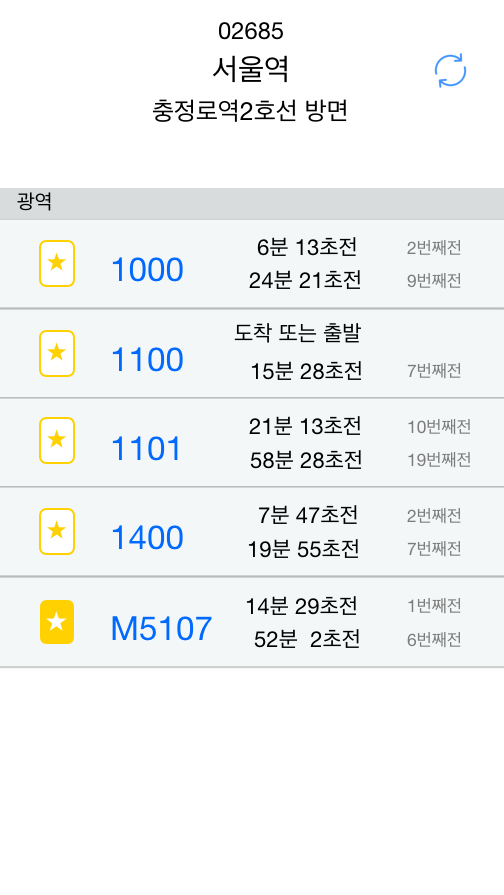 02685
서울역
충정로역2호선 방면
광역
1000
6분 13초전 2번째전
24분 21초전 9번째전
1100
도착 또는 출발
15분 28초전 7번째전
1101
21분 13초전 10번째전
58분 28초전 19번째전
1400
7분 47초전 2번째전
19분 55초전 7번째전
M5107
14분 29초전 1번째전
52분 2초전 6번째전